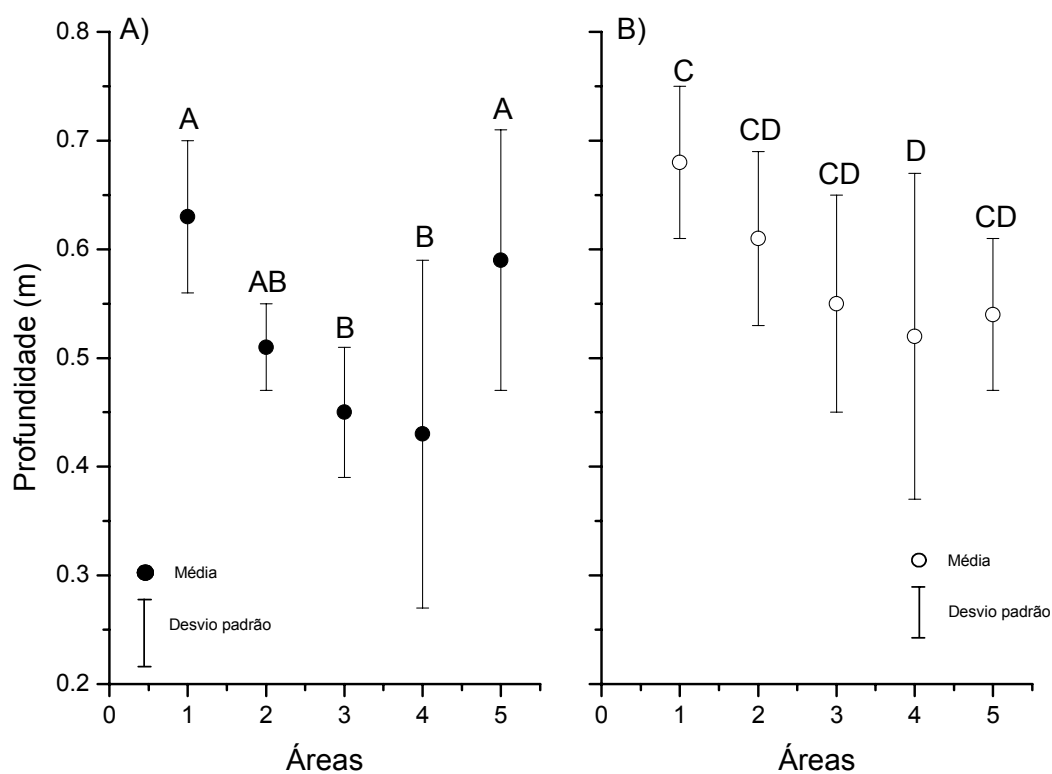 A)
B)
0.8
0.7
0.6
0.5
0.4
0.3
0.2
Profundidade (m)
A
AB
B
B
A
Média
Desvio padrão
0 1 2 3 4 5
Áreas
C
CD
CD
D
CD
Média
Desvio padrão
0 1 2 3 4 5
Áreas